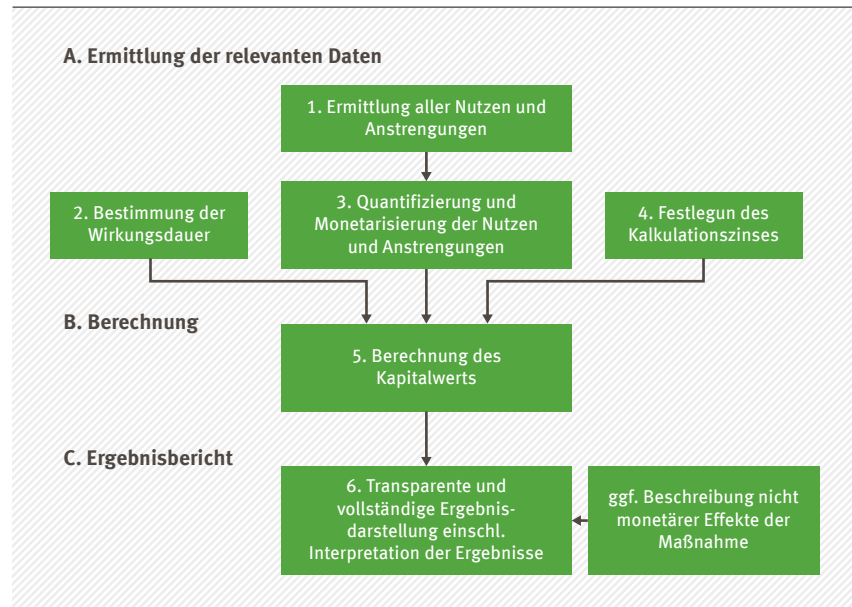 A. Ermittlung der relevanten Daten
1. Ermittlung aller Nutzen und
Anstrengungen
2. Bestimmung der
Wirkungsdauer
3. Quantifizierung und
Monetarisierung der Nutzen
und Anstrengungen
4. Festlegun des
Kalkulationszinses
B. Berechnung
5. Berechnung des
Kapitalwerts
C. Ergebnisbericht
6. Transparente und
vollständige Ergebnis-
darstellung einschl.
Interpretation der Ergebnisse
ggf. Beschreibung nicht
monetärer Effekte der
Maßnahme